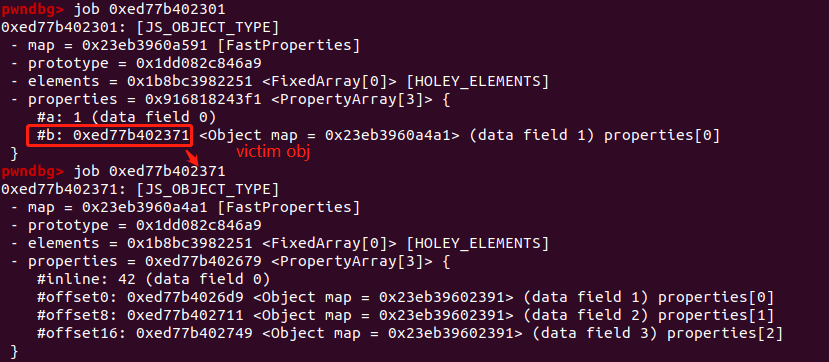 pwndbg> job 0xed77b402301
0xed77b402301: [JS_OBJECT_TYPE]
 - map = 0x23eb3960a591 [FastProperties]
 - prototype = 0x1dd082c846a9
 - elements = 0x1b8bc3982251 <FixedArray[0]> [HOLEY_ELEMENTS]
 - properties = 0x916818243f1 <PropertyArray[3]> {
    #a: 1 (data field 0)
    #b: 0xed77b402371 <Object map = 0x23eb3960a4a1> (data field 1) properties[0]
 }
victim obj
pwndbg> job 0xed77b402371
0xed77b402371: [JS_OBJECT_TYPE]
 - map = 0x23eb3960a4a1 [FastProperties]
 - prototype = 0x1dd082c846a9
 - elements = 0x1b8bc3982251 <FixedArray[0]> [HOLEY_ELEMENTS]
 - properties = 0xed77b402679 <PropertyArray[3]> {
    #inline: 42 (data field 0)
    #offset0: 0xed77b4026d9 <Object map = 0x23eb39602391> (data field 1) properties[0]
    #offset8: 0xed77b402711 <Object map = 0x23eb39602391> (data field 2) properties[1]
    #offset16: 0xed77b402749 <Object map = 0x23eb39602391> (data field 3) properties[2]
 }